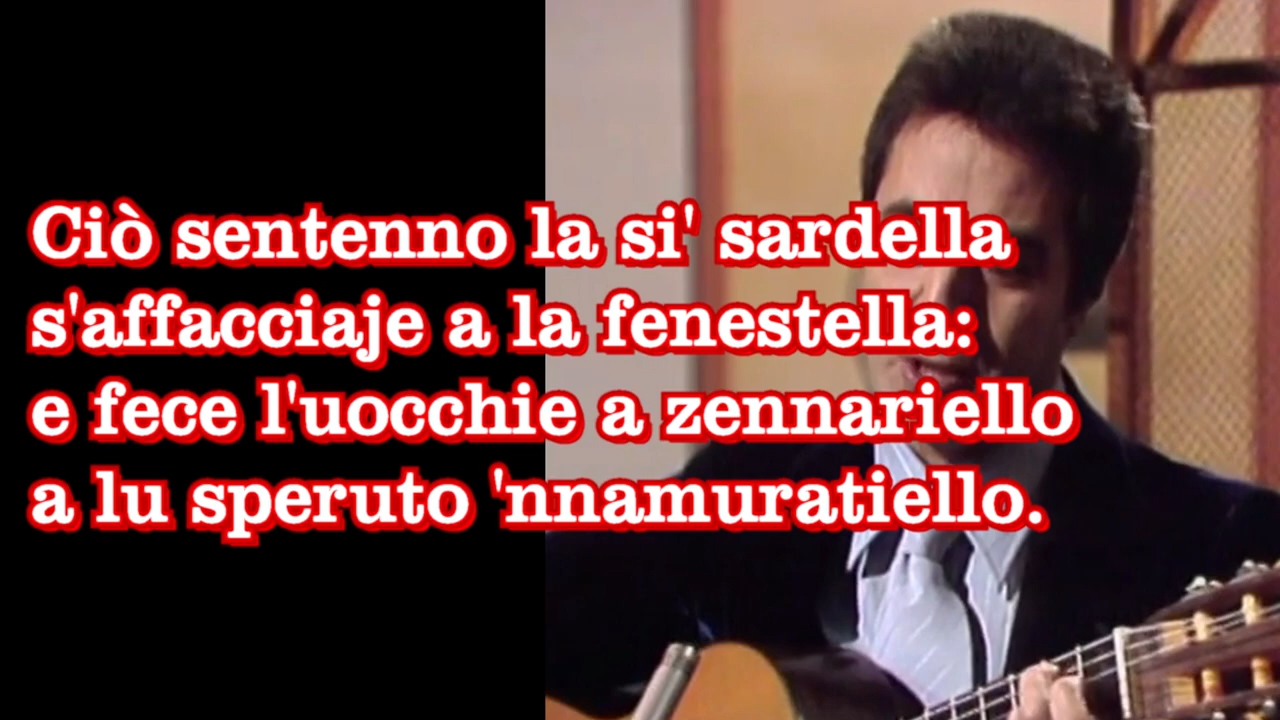 Ciò sentenno la si' sardella
s'affacciaje a la fenestella:
e fece l'uocchie a zennariello
a lu speruto 'nnamuratiello.